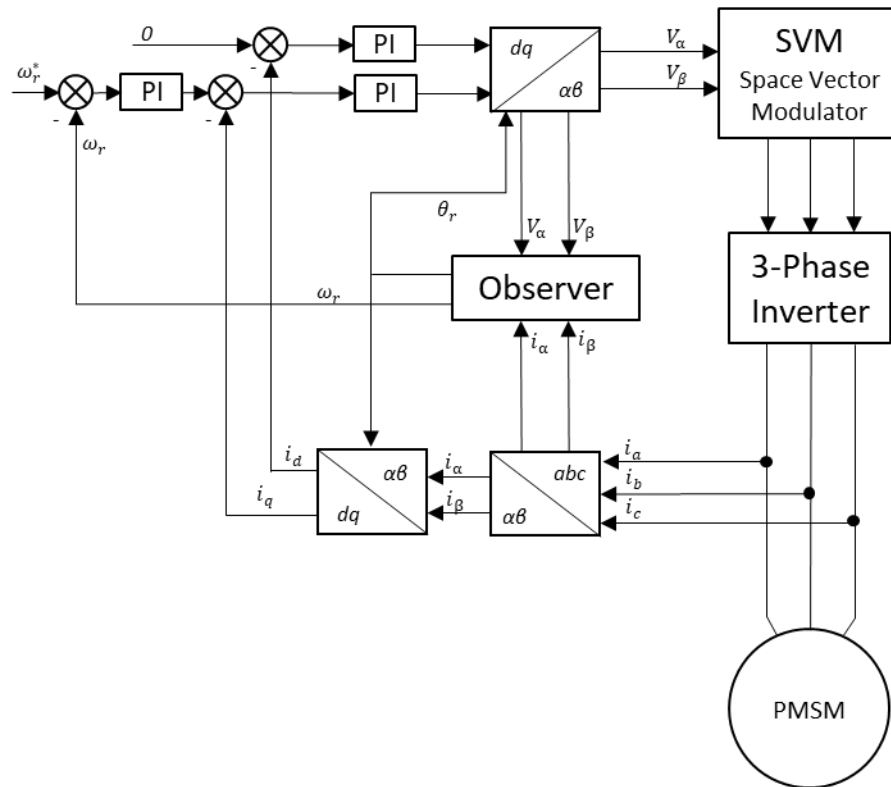 0
PI
dq
αβ
V_α
V_β
SVM
Space Vector
Modulator
ω_r^*
-
PI
-
PI
-
ω_r
θ_r
V_α
V_β
3-Phase
Inverter
Observer
ω_r
i_α
i_β
i_d
αβ
dq
i_q
i_α
i_β
abc
αβ
i_a
i_b
i_c
PMSM